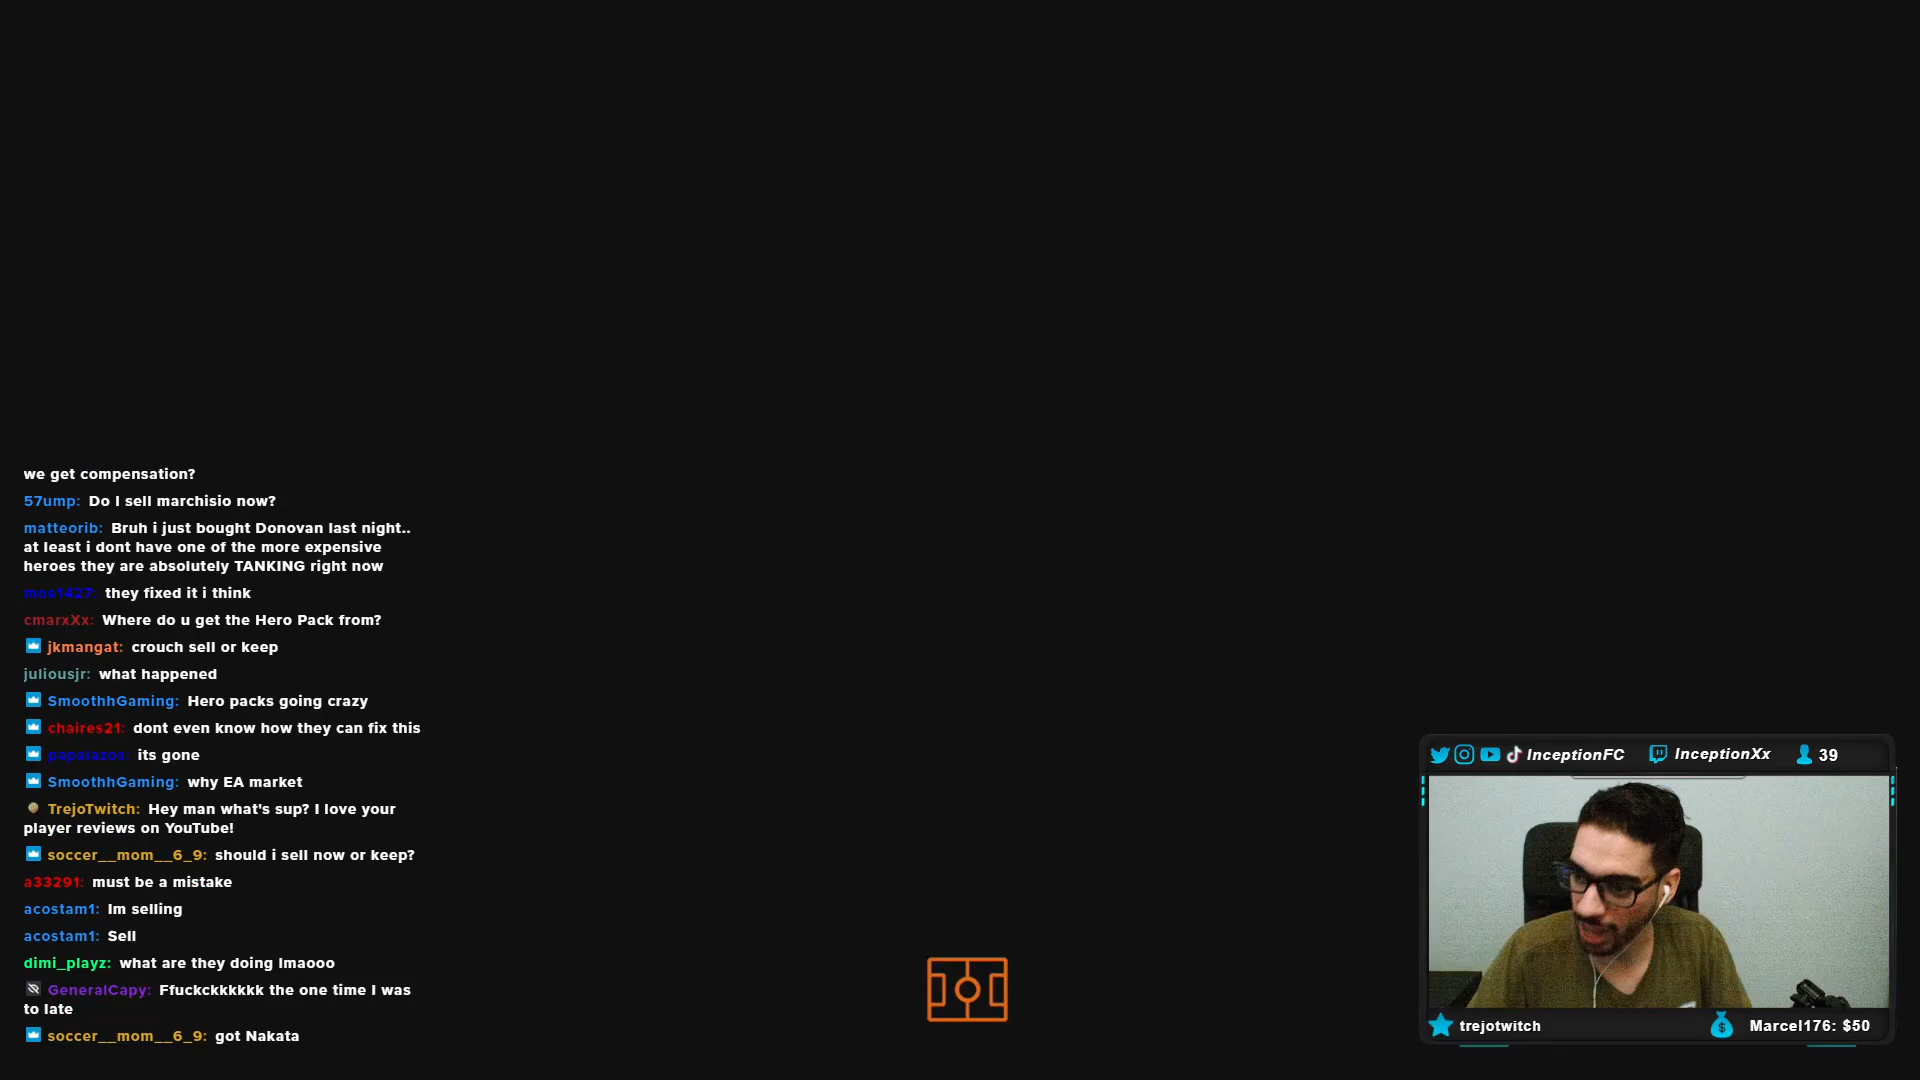 we get compensation?
57ump: Do I sell marchisio now?
matteorib: Bruh i just bought Donovan last night..
at least i dont have one of the more expensive
heroes they are absolutely TANKING right now
moe1427: they fixed it i think
cmarxXx: Where do u get the Hero Pack from?
jkmangat: crouch sell or keep
juliousjr: what happened
SmoothhGaming: Hero packs going crazy
chaires21: dont even know how they can fix this
papalazos: its gone
SmoothhGaming: why EA market
TrejoTwitch: Hey man what's sup? I love your
player reviews on YouTube!
soccer__mom__6_9: should i sell now or keep?
a33291: must be a mistake
acostam1: Im selling
acostam1: Sell
dimi_playz: what are they doing lmaooo
GeneralCapy: Ffuckckkkkkk the one time I was
to late
soccer__mom__6_9: got Nakata
InceptionFC InceptionXx 39
trejotwitch Marcel176: $50